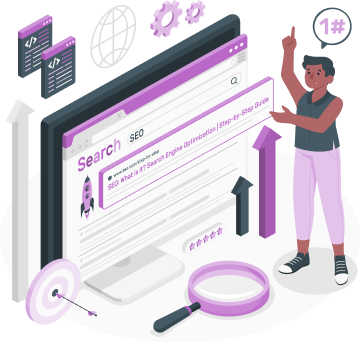 </>
</>
1#
Search
SEO
www.seo.com/step-by-step
SEO: What is it? Search Engine Optimization | Step-by-Step Guide